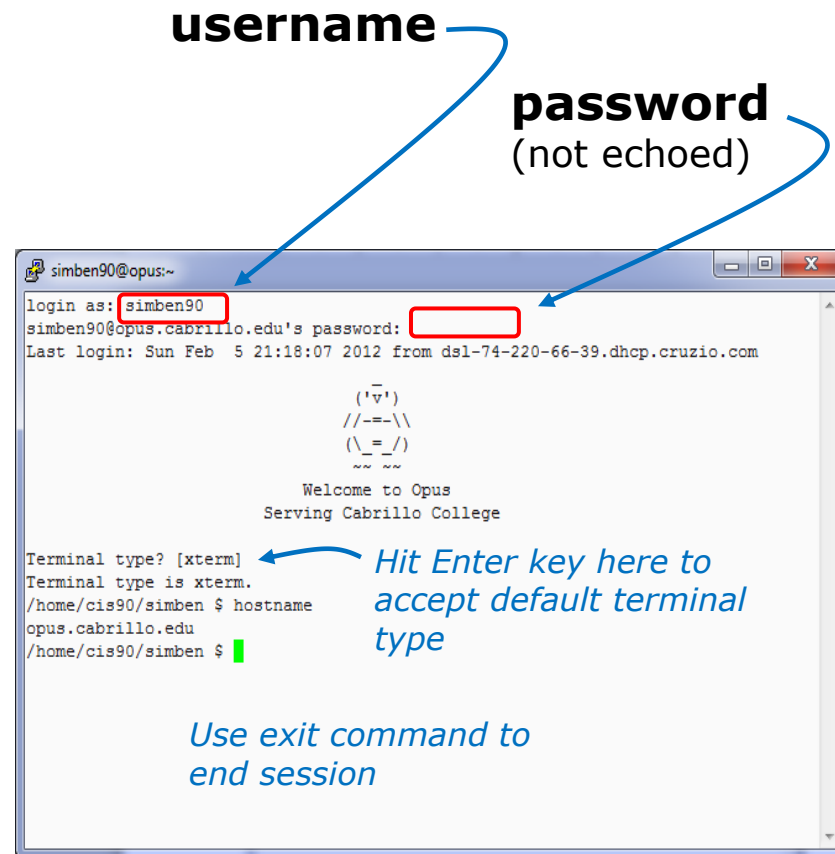 username
password
(not echoed)
simben90@opus:~
login as: simben90
simben90@opus.cabrillo.edu's password:
Last login: Sun Feb  5 21:18:07 2012 from dsl-74-220-66-39.dhcp.cruzio.com
_
('v')
//-=-\\
(\_=_/)
~~ ~~
Welcome to Opus
Serving Cabrillo College
Terminal type? [xterm]
Terminal type is xterm.
/home/cis90/simben $ hostname
opus.cabrillo.edu
/home/cis90/simben $
Hit Enter key here to
accept default terminal
type
Use exit command to
end session